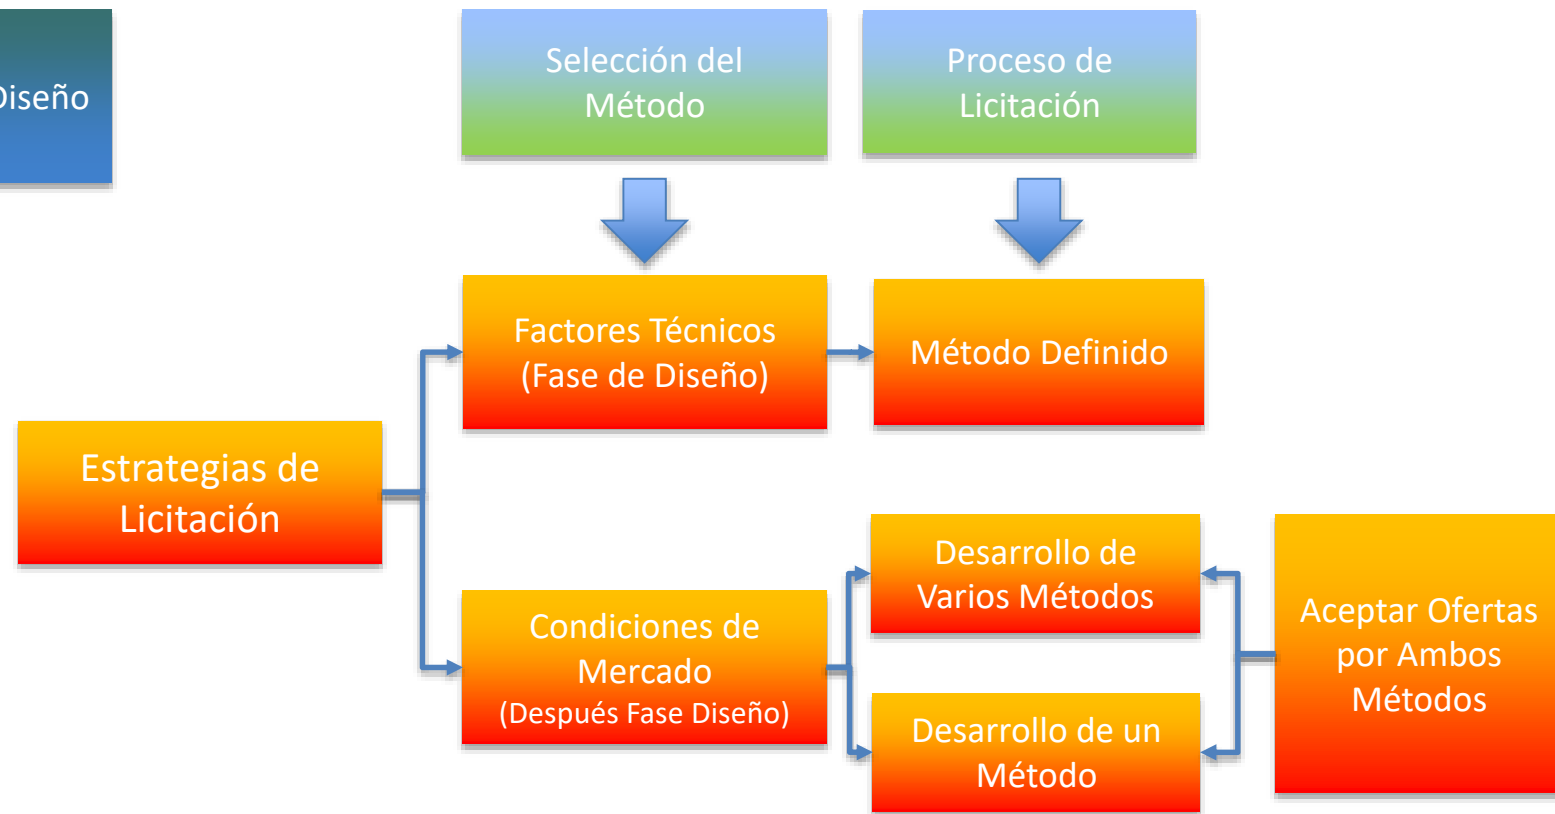 Diseño
Selección del
Método
Proceso de
Licitación
Factores Técnicos
(Fase de Diseño)
Método Definido
Estrategias de
Licitación
Condiciones de
Mercado
(Después Fase Diseño)
Desarrollo de
Varios Métodos
Desarrollo de un
Método
Aceptar Ofertas
por Ambos
Métodos